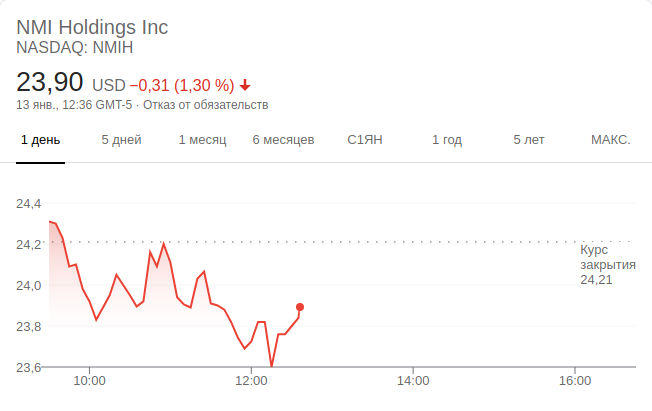 NMI Holdings Inc
NASDAQ: NMIH
23,90 USD −0,31 (1,30 %)
13 янв., 12:36 GMT-5 · Отказ от обязательств
1 день 5 дней 1 месяц 6 месяцев С1ЯН 1 год 5 лет МАКС.
24,4
24,2
Курс
закрытия
24,21
24,0
23,8
23,6
10:00 12:00 14:00 16:00